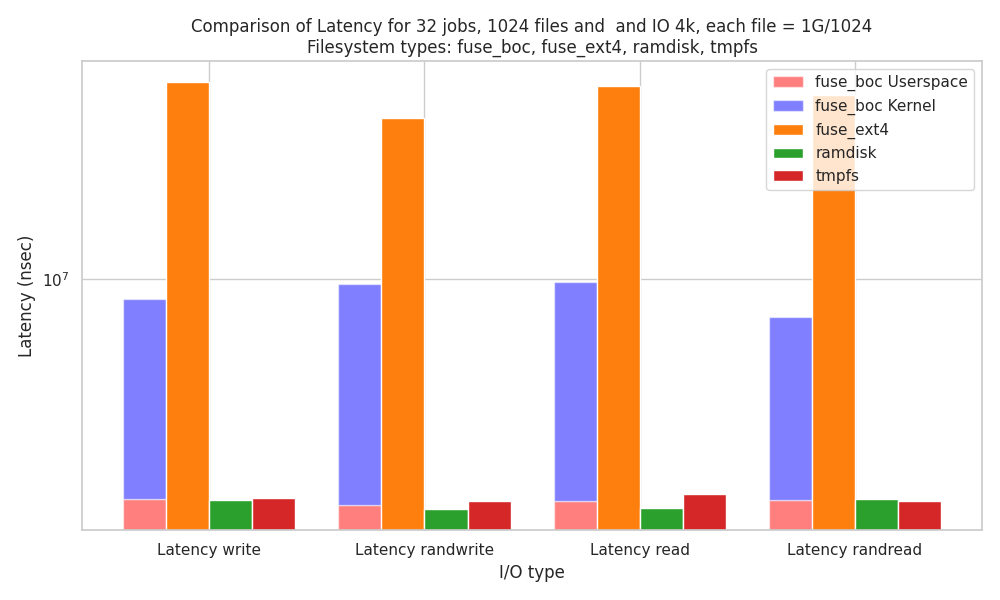 Comparison of Latency for 32 jobs, 1024 files and  and IO 4k, each file = 1G/1024
Filesystem types: fuse_boc, fuse_ext4, ramdisk, tmpfs
fuse_boc Userspace
fuse_boc Kernel
fuse_ext4
ramdisk
tmpfs
Latency (nsec)
10⁷
Latency write
Latency randwrite
Latency read
Latency randread
I/O type